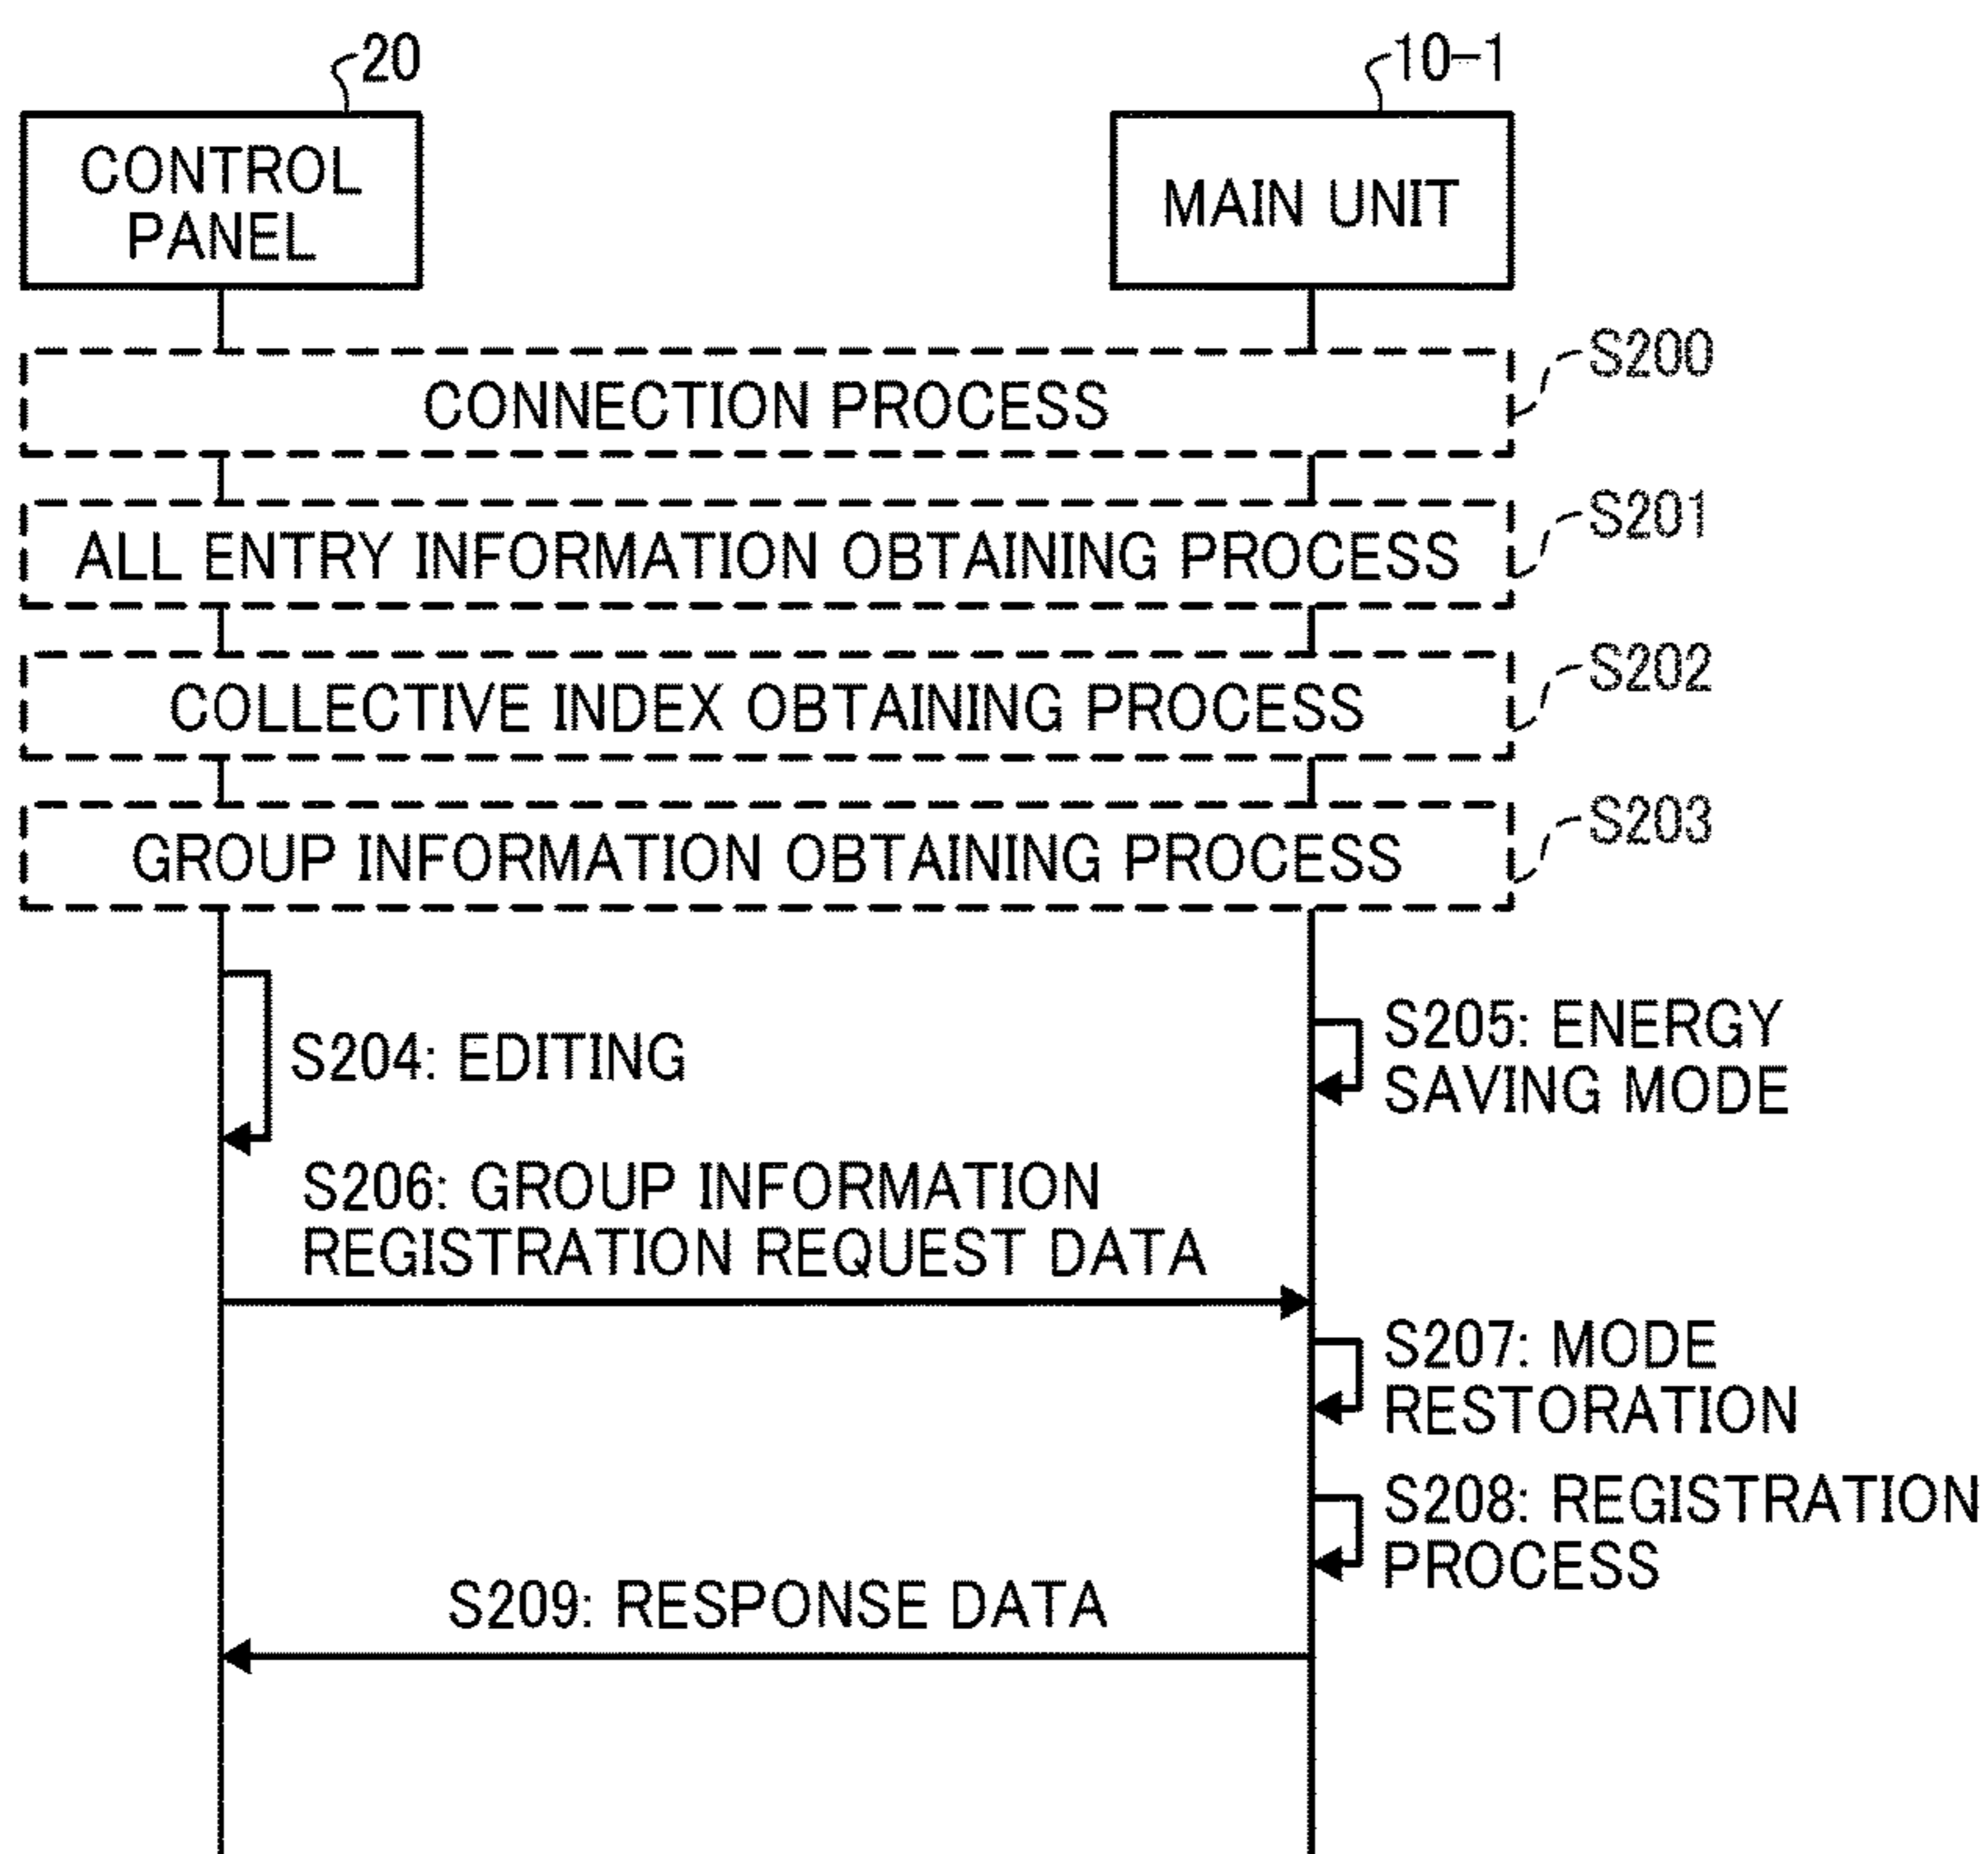 20
10-1
CONTROL
PANEL
MAIN UNIT
S200
CONNECTION PROCESS
S201
ALL ENTRY INFORMATION OBTAINING PROCESS
S202
COLLECTIVE INDEX OBTAINING PROCESS
S203
GROUP INFORMATION OBTAINING PROCESS
S204: EDITING
S205: ENERGY
SAVING MODE
S206: GROUP INFORMATION
REGISTRATION REQUEST DATA
S207: MODE
RESTORATION
S208: REGISTRATION
PROCESS
S209: RESPONSE DATA